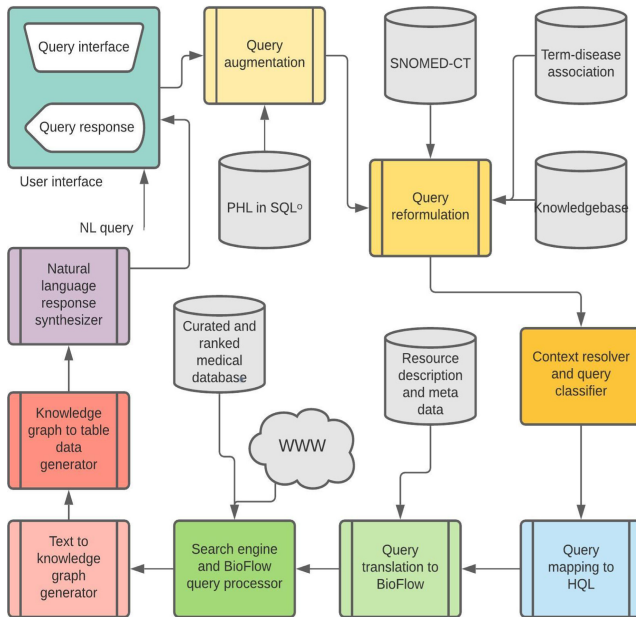 Query interface
Query response
User interface
NL query
Query
augmentation
PHL in SQL⁰
SNOMED-CT
Term-disease
association
Query
reformulation
Knowledgebase
Natural
language
response
synthesizer
Curated and
ranked
medical
database
WWW
Resource
description
and meta
data
Context resolver
and query
classifier
Knowledge
graph to table
data
generator
Text to
knowledge
graph
generator
Search engine
and BioFlow
query processor
Query
translation to
BioFlow
Query
mapping to
HQL